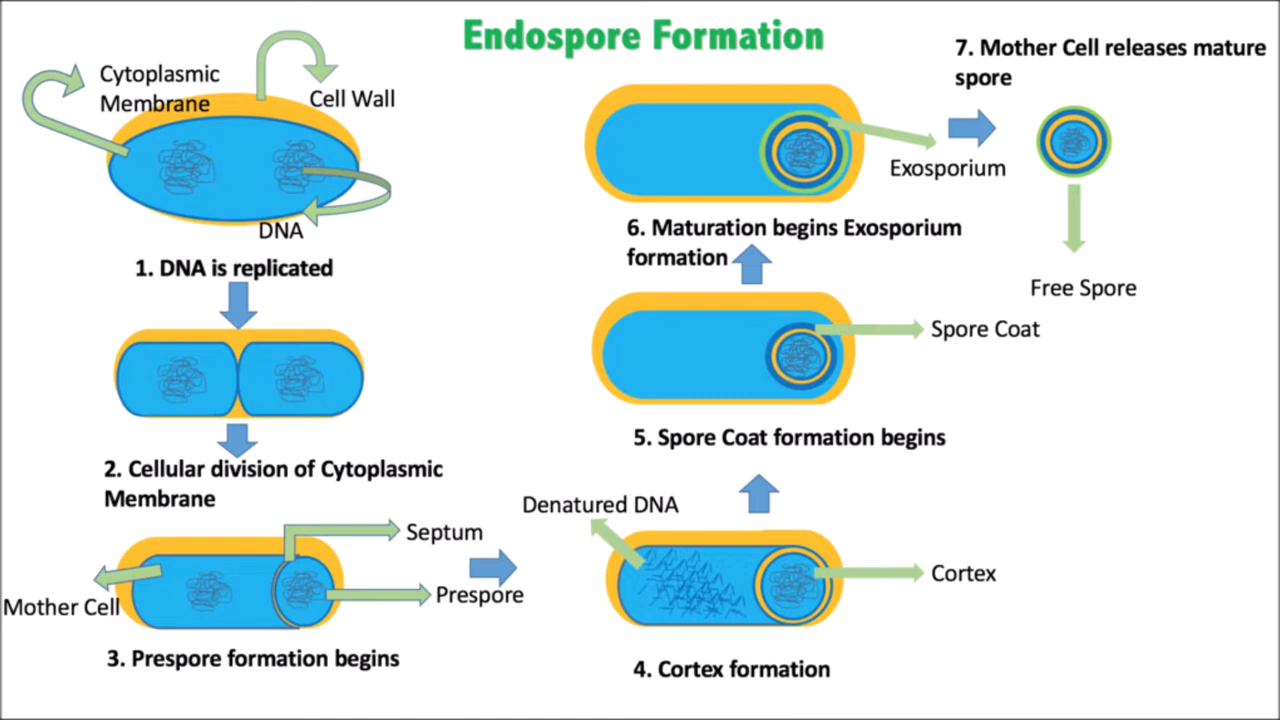 Endospore Formation
Cytoplasmic
Membrane
Cell Wall
DNA
1. DNA is replicated
2. Cellular division of Cytoplasmic
Membrane
Septum
Mother Cell
Prespore
3. Prespore formation begins
Denatured DNA
Cortex
4. Cortex formation
Spore Coat
5. Spore Coat formation begins
Exosporium
6. Maturation begins Exosporium
formation
7. Mother Cell releases mature
spore
Free Spore